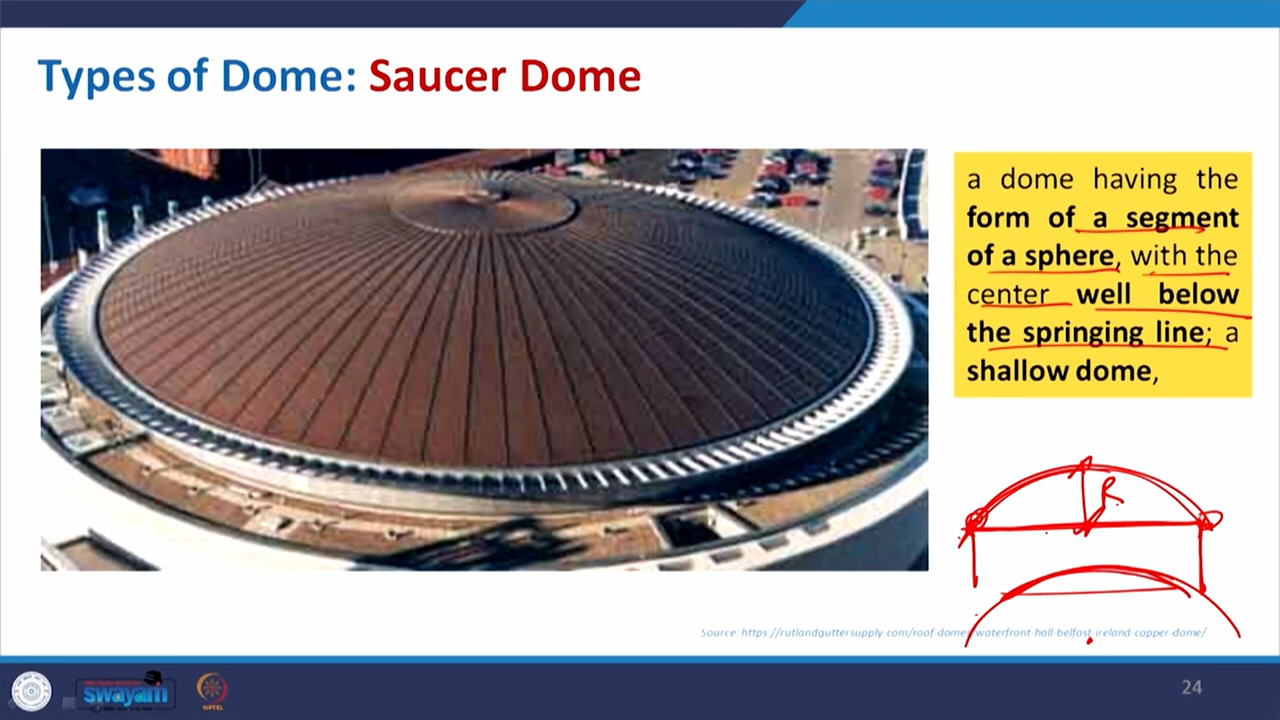 Types of Dome: Saucer Dome
a dome having the
form of a segment
of a sphere, with the
center well below
the springing line; a
shallow dome,
R
Source: https://rutlandguttersupply.com/roof-domes/waterfront-hall-belfast-ireland-copper-dome/
swayam
NPTEL
24